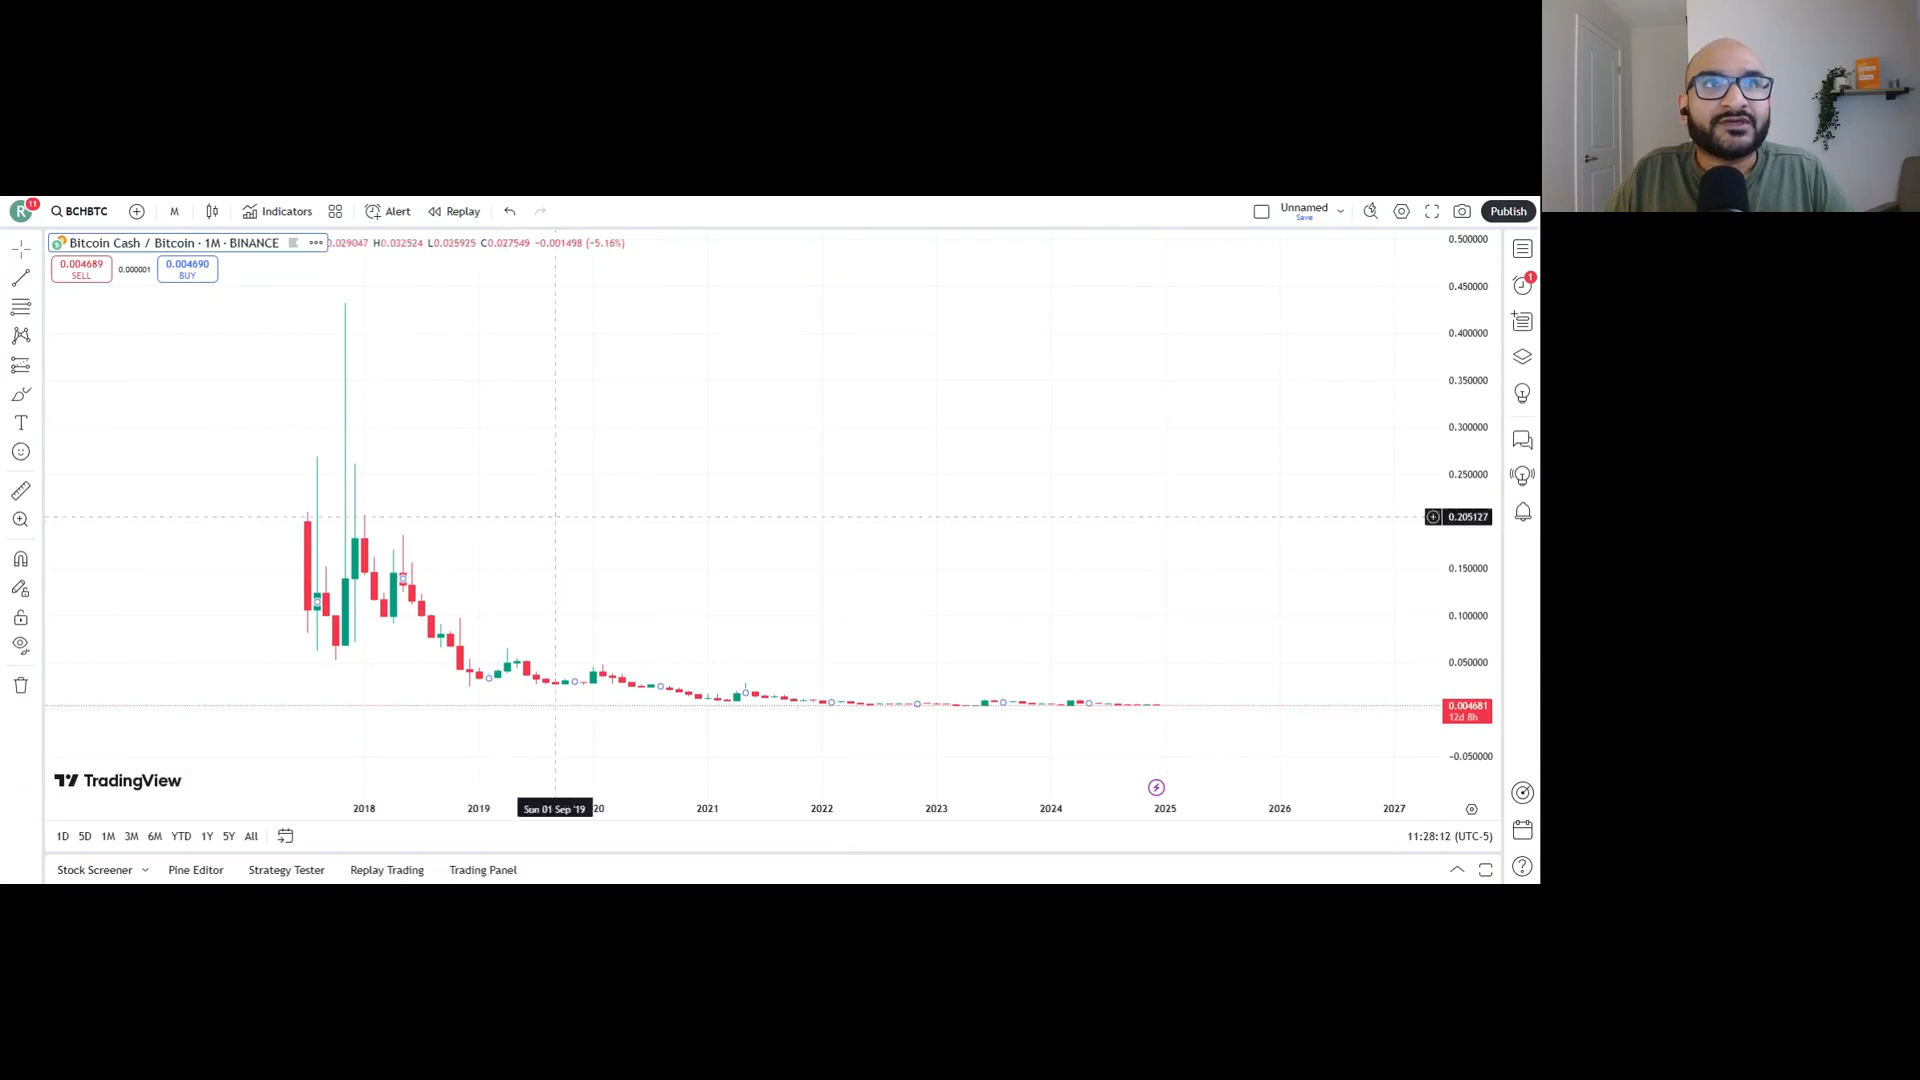 R 11 BCHBTC M Indicators Alert Replay Unnamed Save Publish
Bitcoin Cash / Bitcoin · 1M · BINANCE 0.029047 H0.032524 L0.025925 C0.027549 −0.001498 (−5.16%)
0.004689 SELL 0.000001 0.004690 BUY
0.500000
0.450000
0.400000
0.350000
0.300000
0.250000
0.205127
0.150000
0.100000
0.050000
0.004681
12d 8h
−0.050000
1
TradingView
2018 2019 Sun 01 Sep '19 20 2021 2022 2023 2024 2025 2026 2027
1D 5D 1M 3M 6M YTD 1Y 5Y All 11:28:12 (UTC-5)
Stock Screener Pine Editor Strategy Tester Replay Trading Trading Panel